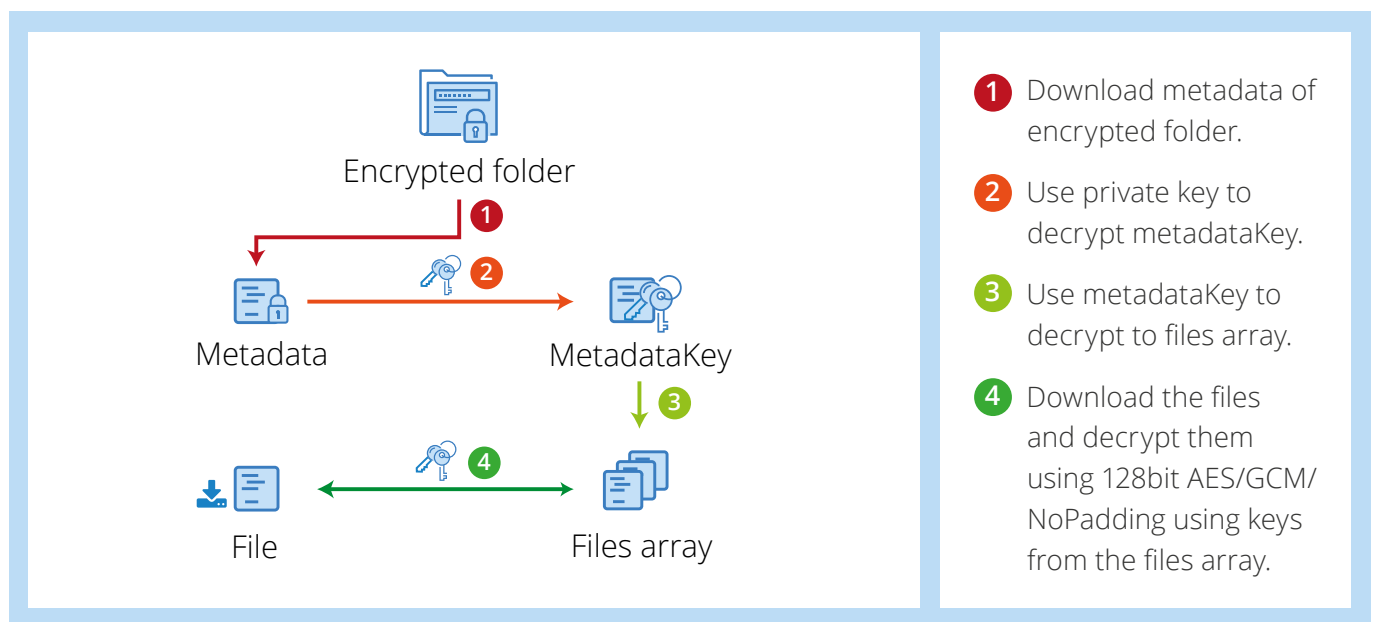 Encrypted folder
1
2
Metadata
MetadataKey
3
4
File
Files array
1
Download metadata of
encrypted folder.
2
Use private key to
decrypt metadataKey.
3
Use metadataKey to
decrypt to files array.
4
Download the files
and decrypt them
using 128bit AES/GCM/
NoPadding using keys
from the files array.